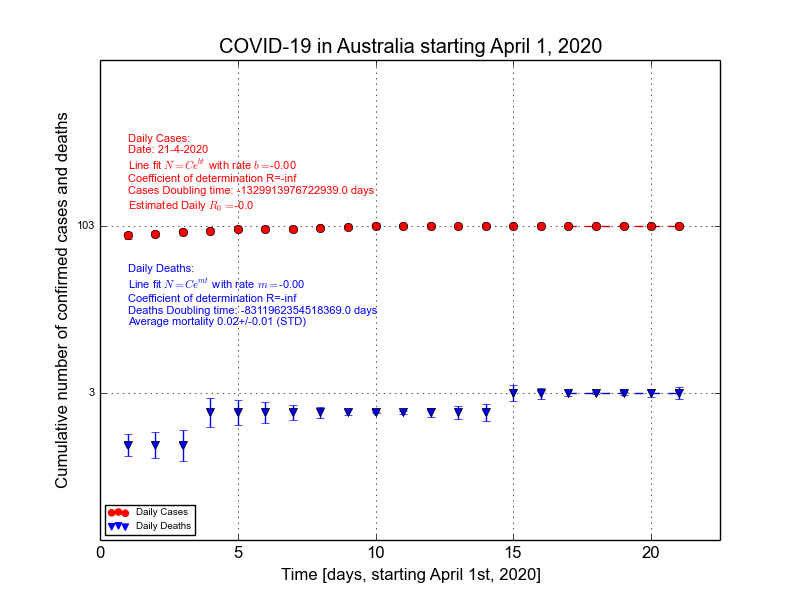 COVID-19 in Australia starting April 1, 2020
Cumulative number of confirmed cases and deaths
Daily Cases:
Date: 21-4-2020
Line fit N = Ce^{bt} with rate b =-0.00
Coefficient of determination R=-inf
Cases Doubling time: -1329913976722939.0 days
Estimated Daily R_0 =-0.0
103
Daily Deaths:
Line fit N = Ce^{mt} with rate m =-0.00
Coefficient of determination R=-inf
Deaths Doubling time: -8311962354518369.0 days
Average mortality 0.02+/-0.01 (STD)
3
Daily Cases
Daily Deaths
0 5 10 15 20
Time [days, starting April 1st, 2020]